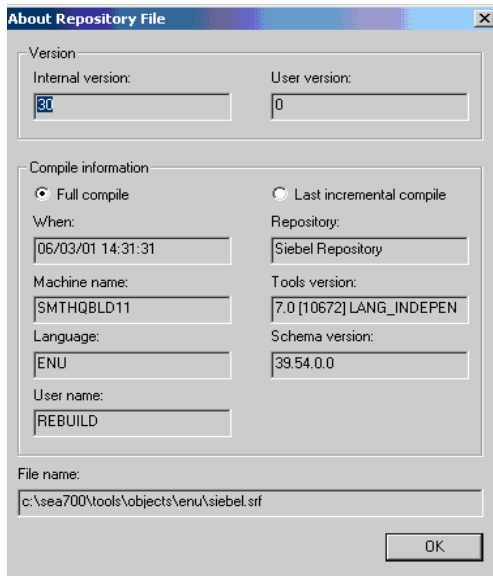 About Repository File
Version
Internal version:
User version:
30
0
Compile information
Full compile
Last incremental compile
When:
Repository:
06/03/01 14:31:31
Siebel Repository
Machine name:
Tools version:
SMTHQBLD11
7.0 [10672] LANG_INDEPEN
Language:
Schema version:
ENU
39.54.0.0
User name:
REBUILD
File name:
c:\sea700\tools\objects\enu\siebel.srf
OK